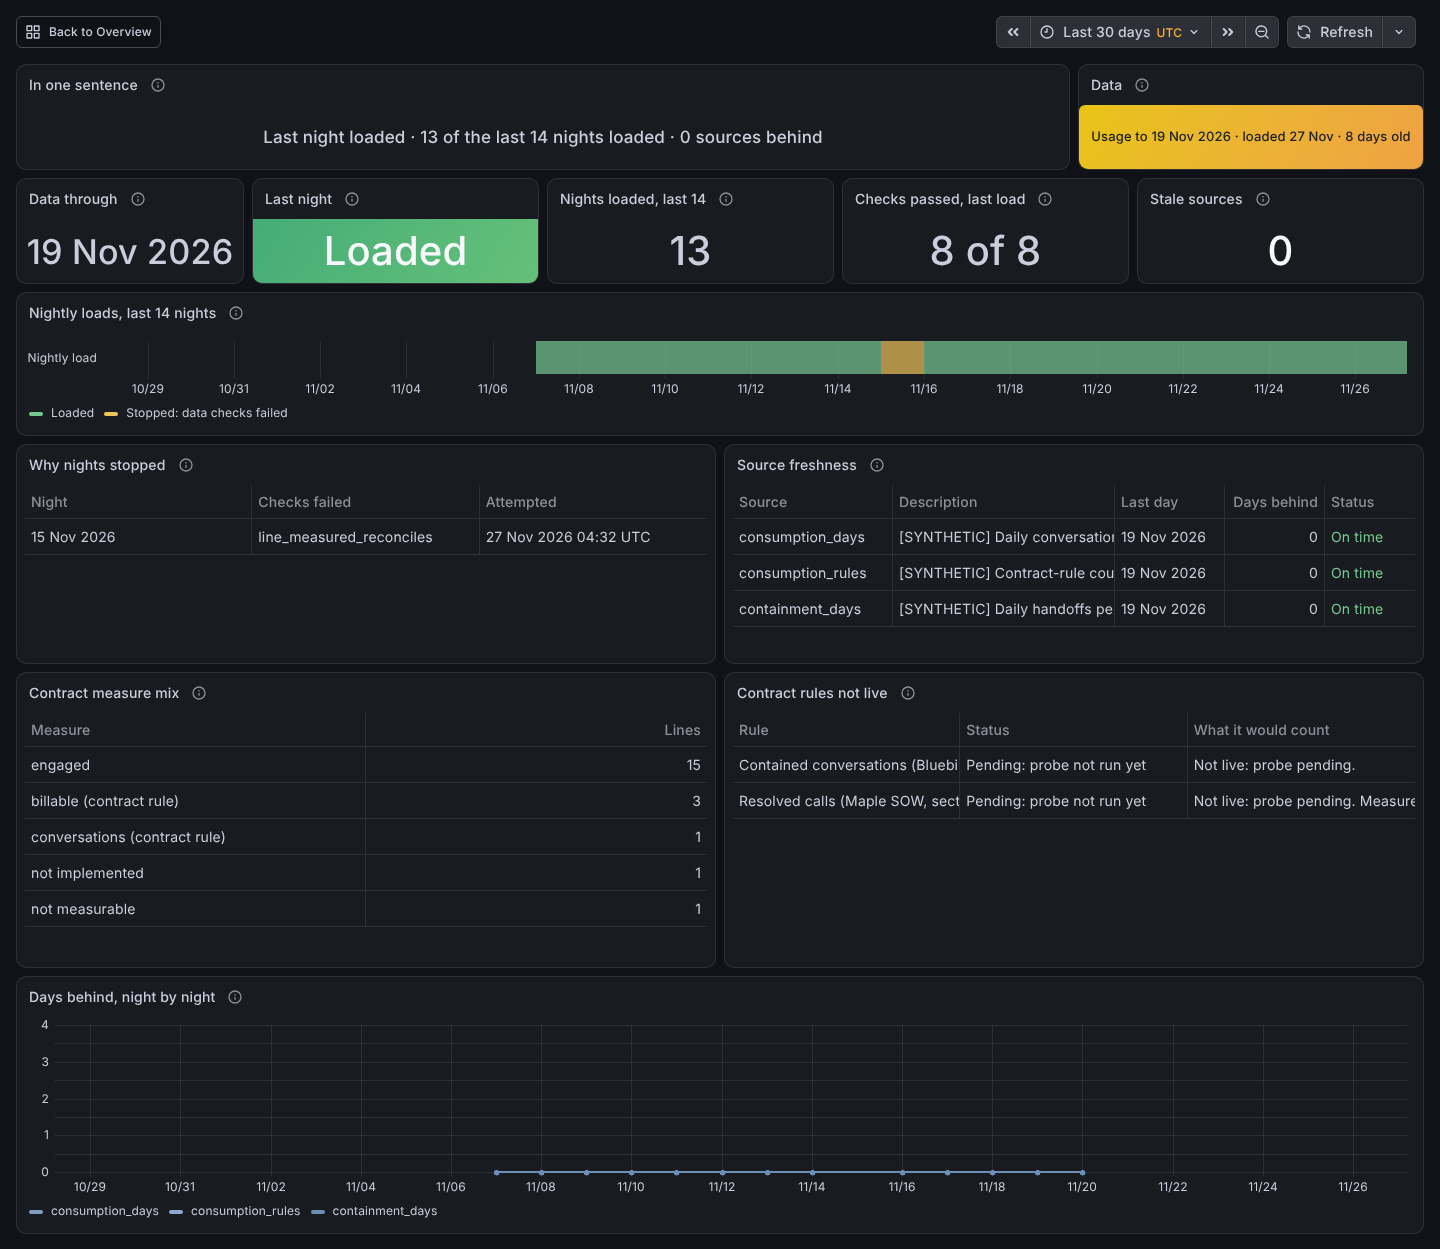 Back to Overview
Last 30 days UTC
Refresh
In one sentence
Last night loaded · 13 of the last 14 nights loaded · 0 sources behind
Data
Usage to 19 Nov 2026 · loaded 27 Nov · 8 days old
Data through
19 Nov 2026
Last night
Loaded
Nights loaded, last 14
13
Checks passed, last load
8 of 8
Stale sources
0
Nightly loads, last 14 nights
Nightly load
10/29 10/31 11/02 11/04 11/06 11/08 11/10 11/12 11/14 11/16 11/18 11/20 11/22 11/24 11/26
Loaded Stopped: data checks failed
Why nights stopped
Night Checks failed Attempted
15 Nov 2026 line_measured_reconciles 27 Nov 2026 04:32 UTC
Source freshness
Source Description Last day Days behind Status
consumption_days [SYNTHETIC] Daily conversation 19 Nov 2026 0 On time
consumption_rules [SYNTHETIC] Contract-rule cou 19 Nov 2026 0 On time
containment_days [SYNTHETIC] Daily handoffs pe 19 Nov 2026 0 On time
Contract measure mix
Measure Lines
engaged 15
billable (contract rule) 3
conversations (contract rule) 1
not implemented 1
not measurable 1
Contract rules not live
Rule Status What it would count
Contained conversations (Bluebi Pending: probe not run yet Not live: probe pending.
Resolved calls (Maple SOW, sect Pending: probe not run yet Not live: probe pending. Measure
Days behind, night by night
4
3
2
1
0
10/29 10/31 11/02 11/04 11/06 11/08 11/10 11/12 11/14 11/16 11/18 11/20 11/22 11/24 11/26
consumption_days consumption_rules containment_days